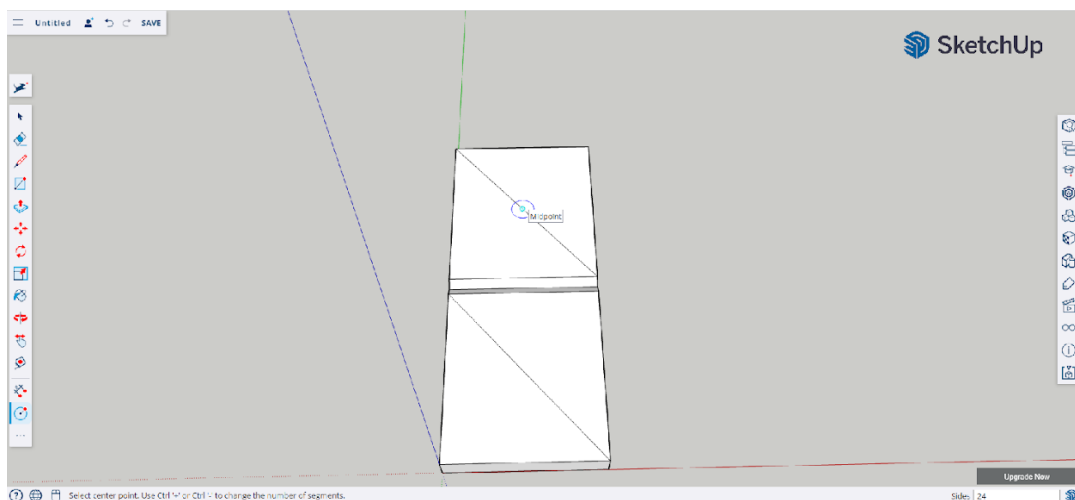 Untitled
SAVE
SketchUp
Midpoint
Upgrade Now
Select center point. Use Ctrl '+' or Ctrl '-' to change the number of segments.
Sides 24